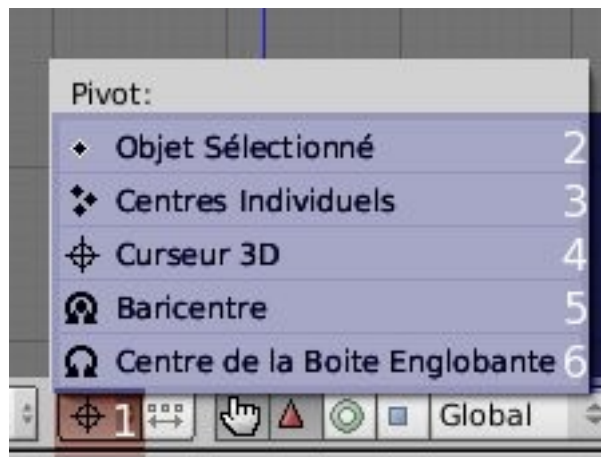 Pivot:
Objet Sélectionné 2
Centres Individuels 3
Curseur 3D 4
Baricentre 5
Centre de la Boite Englobante 6
1 Global